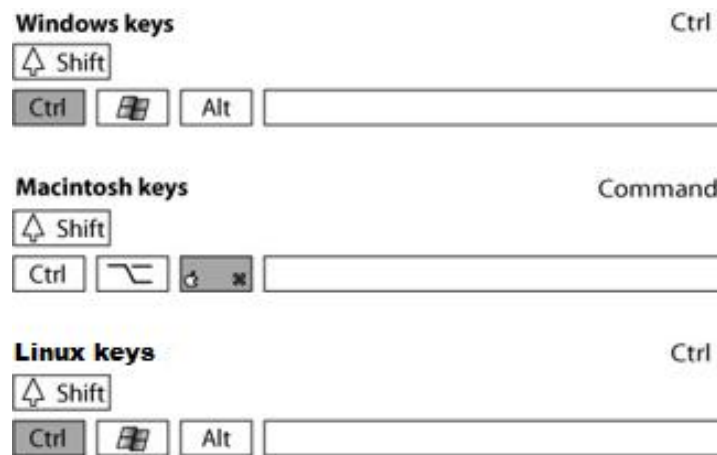 Windows keys Ctrl
Shift
Ctrl Alt
Macintosh keys Command
Shift
Ctrl
Linux keys Ctrl
Shift
Ctrl Alt